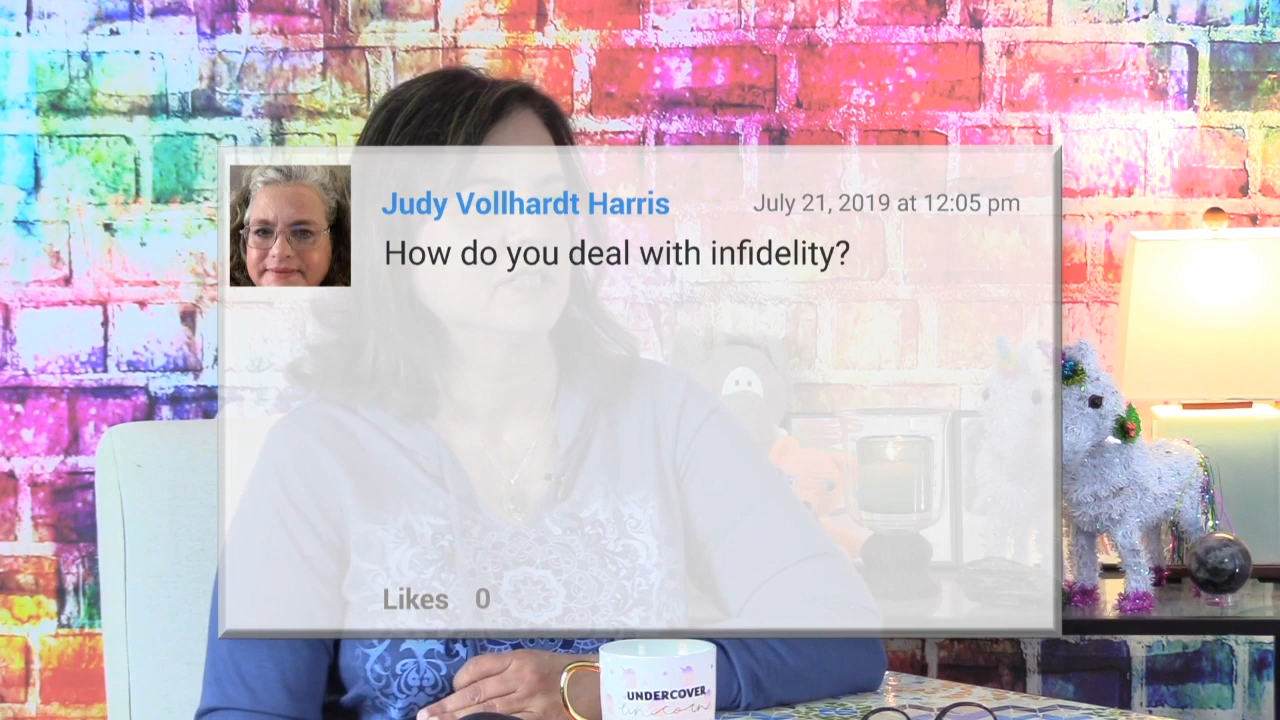 Judy Vollhardt Harris July 21, 2019 at 12:05 pm
How do you deal with infidelity?
Likes 0
UNDERCOVER
unicorn